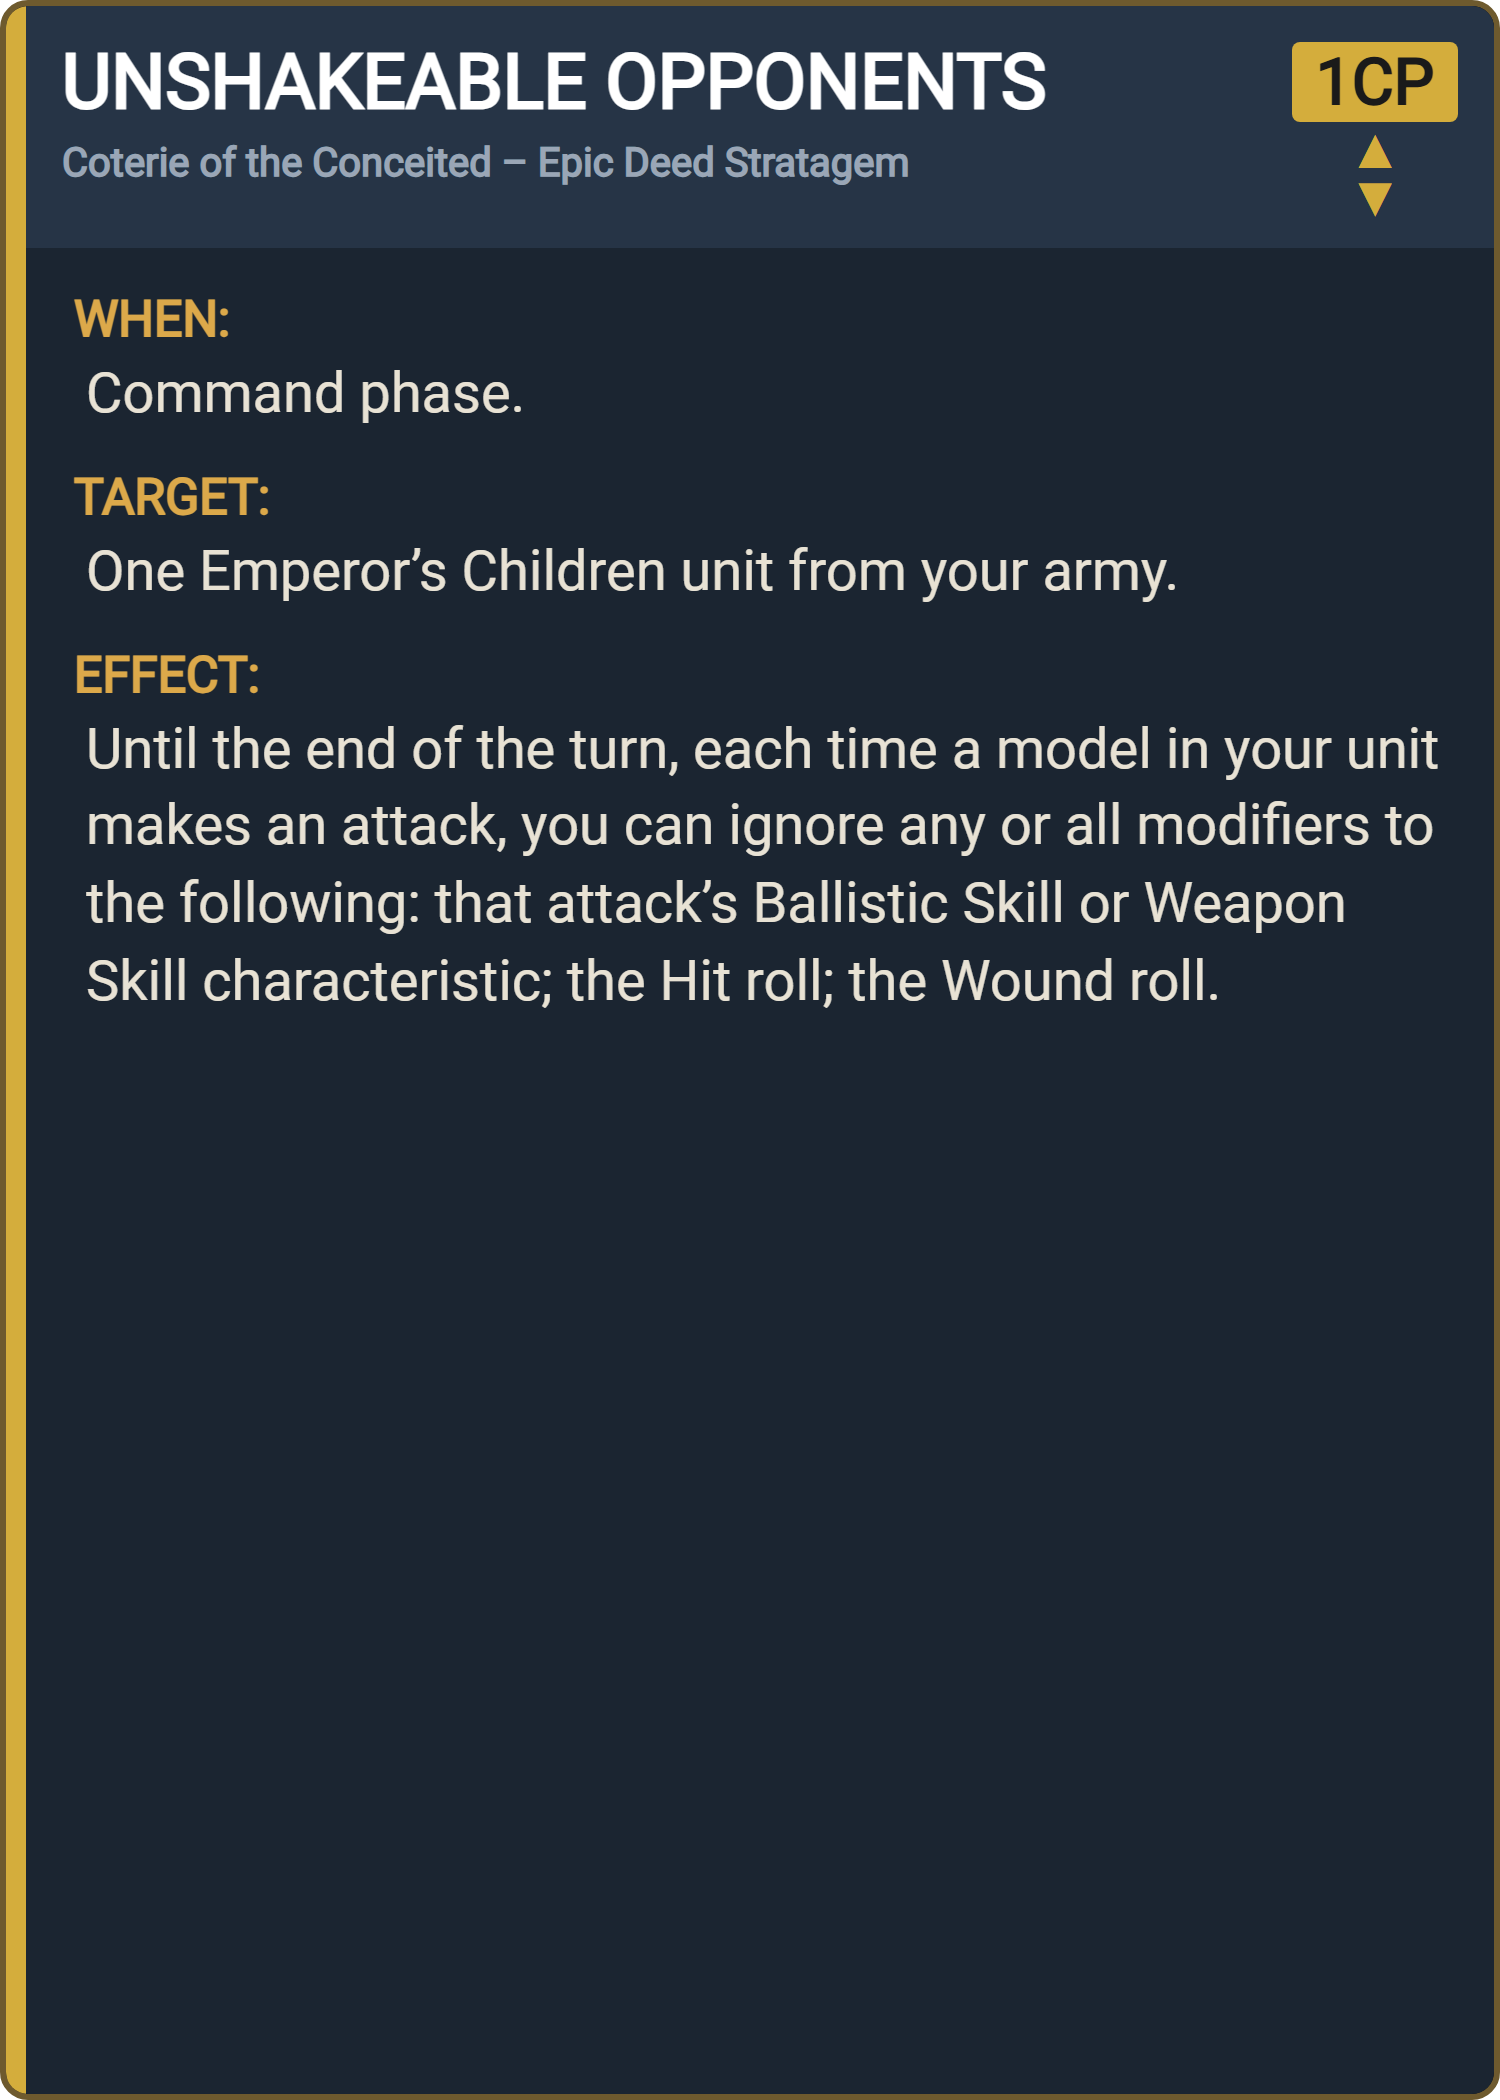 UNSHAKEABLE OPPONENTS
1CP
Coterie of the Conceited – Epic Deed Stratagem
▲
▼
WHEN:
Command phase.
TARGET:
One Emperor’s Children unit from your army.
EFFECT:
Until the end of the turn, each time a model in your unit
makes an attack, you can ignore any or all modifiers to
the following: that attack’s Ballistic Skill or Weapon
Skill characteristic; the Hit roll; the Wound roll.